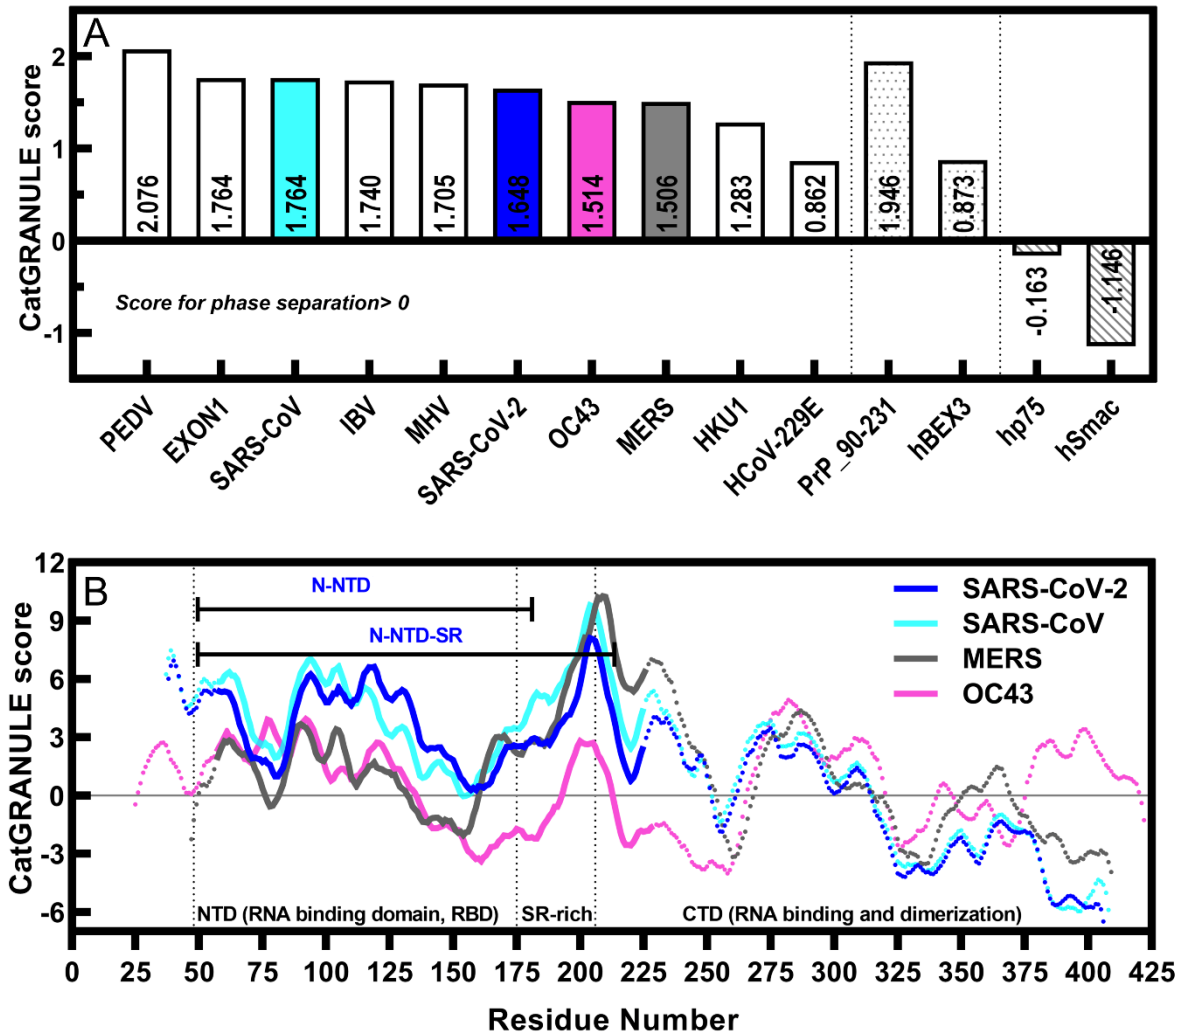 A
CatGRANULE score
2
1
0
-1
2.076
1.764
1.764
1.740
1.705
1.648
1.514
1.506
1.283
0.862
1.946
0.873
-0.163
-1.146
Score for phase separation> 0
PEDV
EXON1
SARS-CoV
IBV
MHV
SARS-CoV-2
OC43
MERS
HKU1
HCoV-229E
PrP_90-231
hBEX3
hp75
hSmac
B
CatGRANULE score
12
9
6
3
0
-3
-6
N-NTD
N-NTD-SR
SARS-CoV-2
SARS-CoV
MERS
OC43
NTD (RNA binding domain, RBD)
SR-rich
CTD (RNA binding and dimerization)
0 25 50 75 100 125 150 175 200 225 250 275 300 325 350 375 400 425
Residue Number